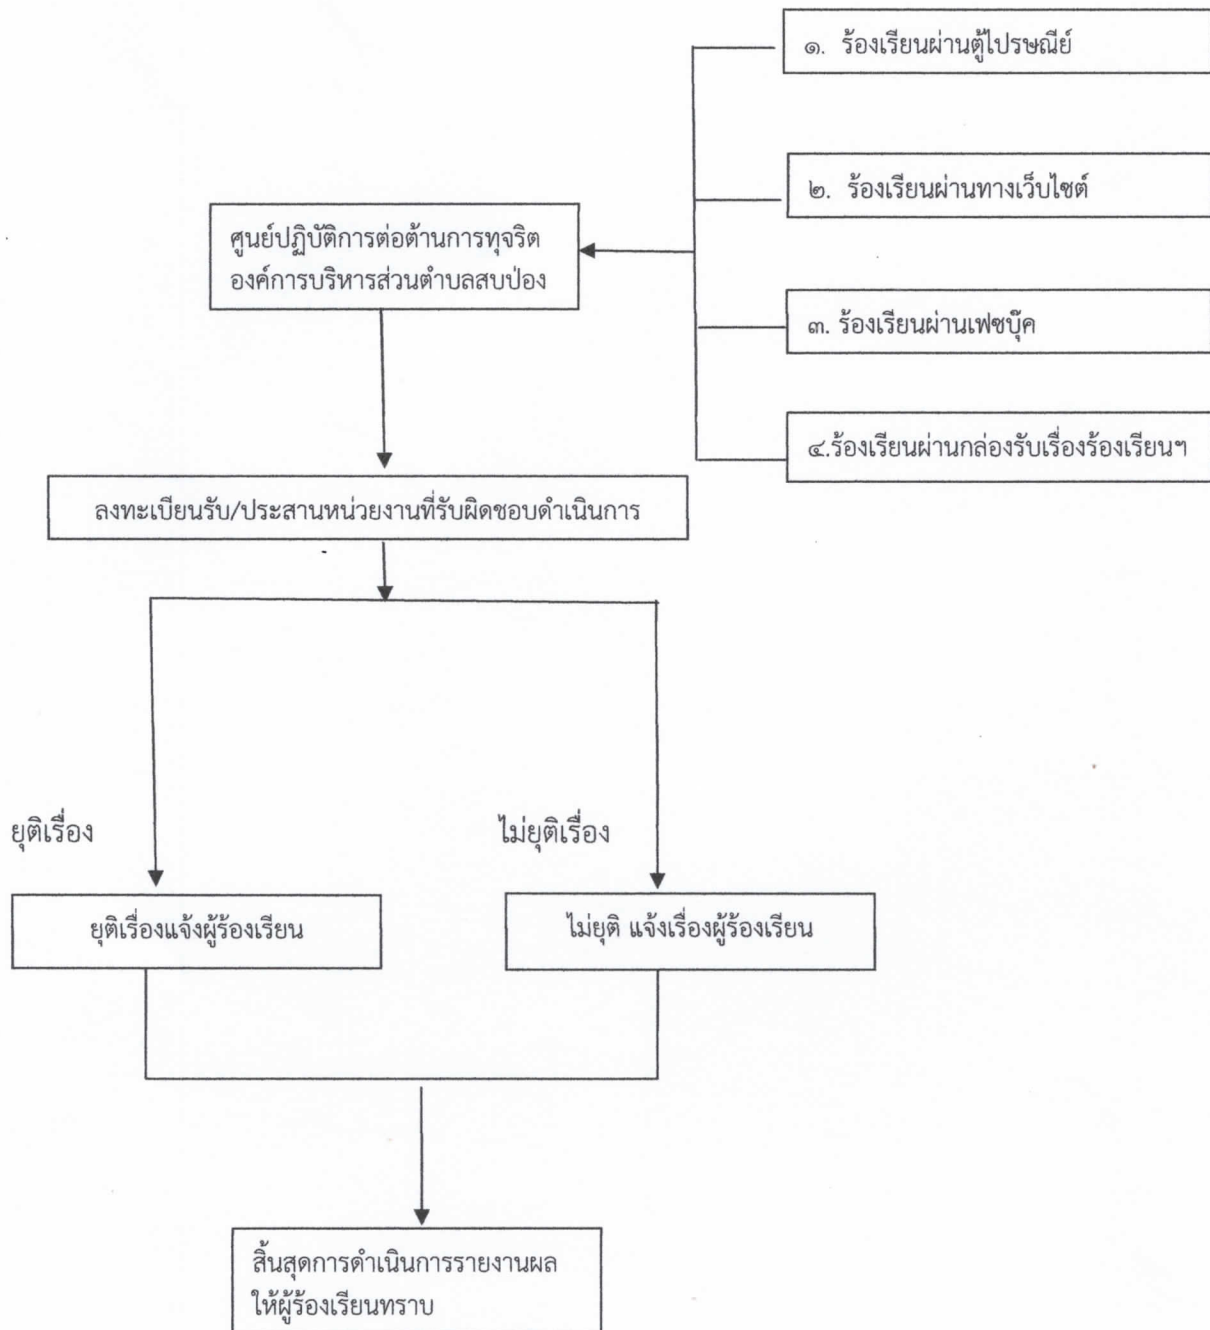 ๑. ร้องเรียนผ่านตู้ไปรษณีย์
๒. ร้องเรียนผ่านทางเว็บไซต์
ศูนย์ปฏิบัติการต่อต้านการทุจริต
องค์การบริหารส่วนตำบลสบป่อง
๓. ร้องเรียนผ่านเฟซบุ๊ค
๔.ร้องเรียนผ่านกล่องรับเรื่องร้องเรียนฯ
ลงทะเบียนรับ/ประสานหน่วยงานที่รับผิดชอบดำเนินการ
ยุติเรื่อง
ไม่ยุติเรื่อง
ยุติเรื่องแจ้งผู้ร้องเรียน
ไม่ยุติ แจ้งเรื่องผู้ร้องเรียน
สิ้นสุดการดำเนินการรายงานผล
ให้ผู้ร้องเรียนทราบ